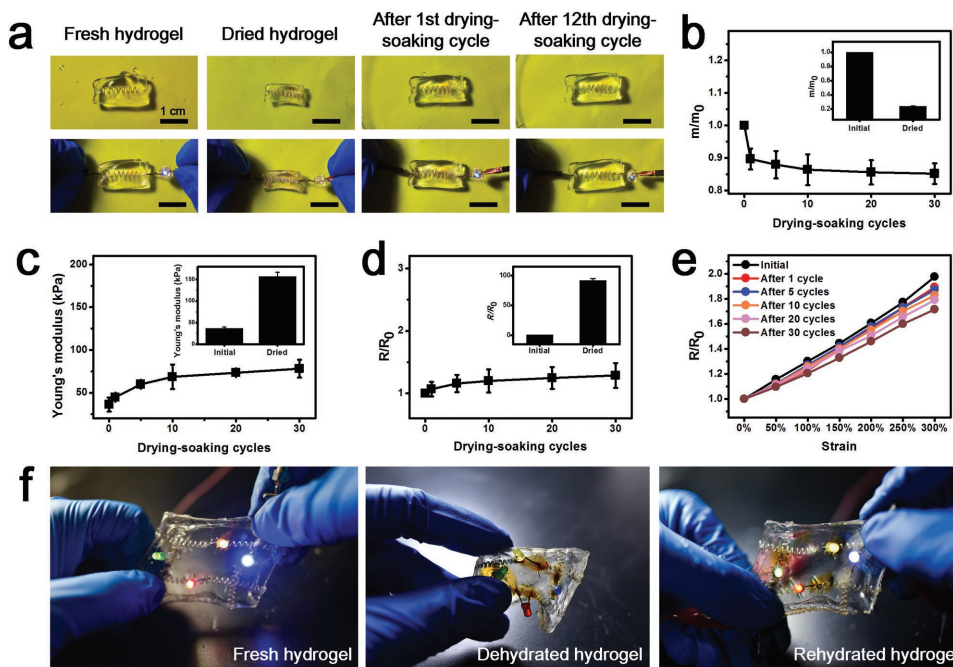 a
Fresh hydrogel
Dried hydrogel
After 1st drying-
soaking cycle
After 12th drying-
soaking cycle
1 cm
b
m/m0
1.2
1.1
1.0
0.9
0.8
0
10
20
30
Drying-soaking cycles
m/m0
1.0
0.8
0.6
0.4
0.2
Initial
Dried
c
Young's modulus (kPa)
200
150
100
50
0
10
20
30
Drying-soaking cycles
Young's modulus (kPa)
150
100
50
0
Initial
Dried
d
R/R0
3
2
1
0
10
20
30
Drying-soaking cycles
R/R0
100
50
0
Initial
Dried
e
R/R0
2.0
1.8
1.6
1.4
1.2
1.0
Initial
After 1 cycle
After 5 cycles
After 10 cycles
After 20 cycles
After 30 cycles
0%
50%
100%
150%
200%
250%
300%
Strain
f
Fresh hydrogel
Dehydrated hydrogel
Rehydrated hydrogel